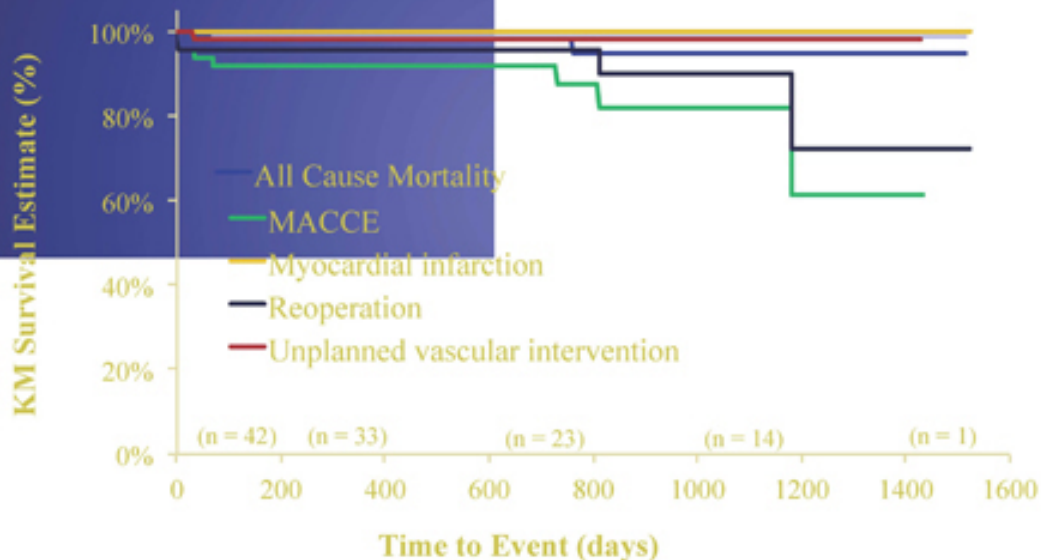 KM Survival Estimate (%)
100%
80%
60%
40%
20%
0%
All Cause Mortality
MACCE
Myocardial infarction
Reoperation
Unplanned vascular intervention
(n = 42) (n = 33) (n = 23) (n = 14) (n = 1)
0 200 400 600 800 1000 1200 1400 1600
Time to Event (days)